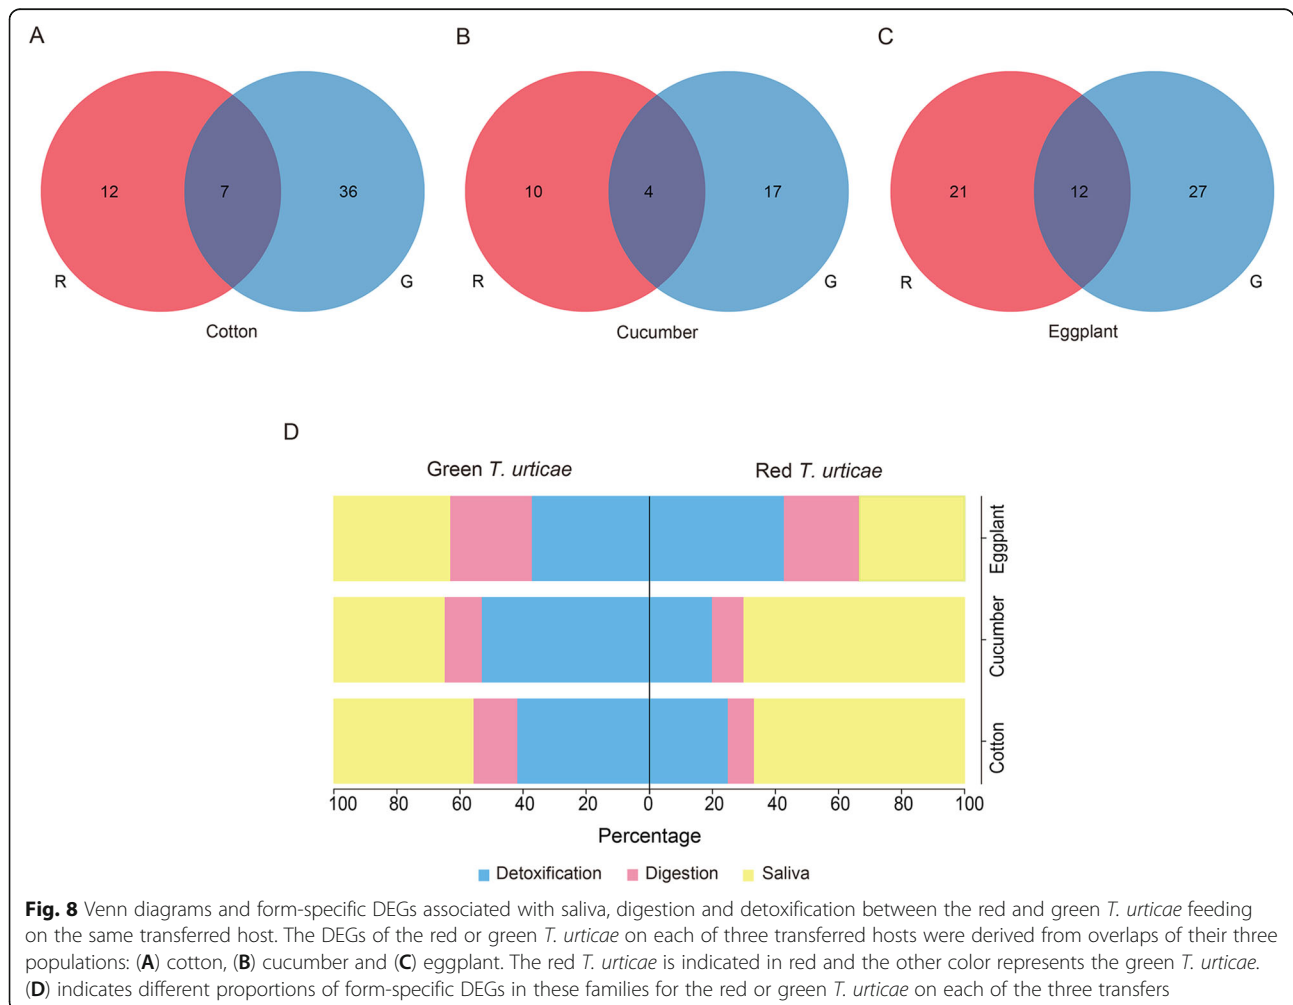 A
B
C
12
7
36
10
4
17
21
12
27
R
G
R
G
R
G
Cotton
Cucumber
Eggplant
D
Green T. urticae
Red T. urticae
Eggplant
Cucumber
Cotton
100 80 60 40 20 0 20 40 60 80 100
Percentage
Detoxification Digestion Saliva
Fig. 8 Venn diagrams and form-specific DEGs associated with saliva, digestion and detoxification between the red and green T. urticae feeding
on the same transferred host. The DEGs of the red or green T. urticae on each of three transferred hosts were derived from overlaps of their three
populations: (A) cotton, (B) cucumber and (C) eggplant. The red T. urticae is indicated in red and the other color represents the green T. urticae.
(D) indicates different proportions of form-specific DEGs in these families for the red or green T. urticae on each of the three transfers